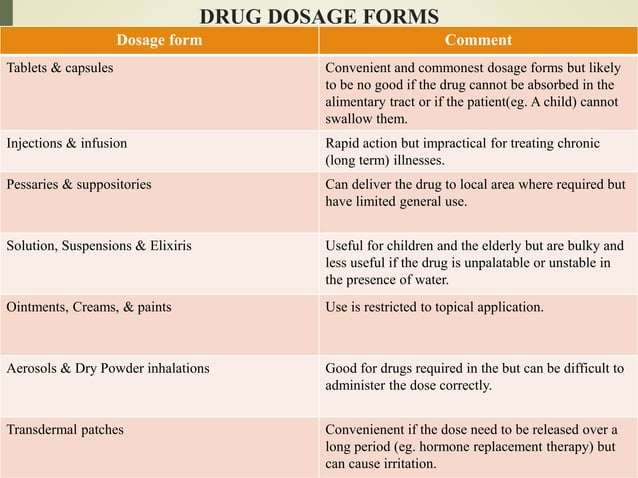 DRUG DOSAGE FORMS
Dosage form
Comment
Tablets & capsules
Convenient and commonest dosage forms but likely
to be no good if the drug cannot be absorbed in the
alimentary tract or if the patient(eg. A child) cannot
swallow them.
Injections & infusion
Rapid action but impractical for treating chronic
(long term) illnesses.
Pessaries & suppositories
Can deliver the drug to local area where required but
have limited general use.
Solution, Suspensions & Elixiris
Useful for children and the elderly but are bulky and
less useful if the drug is unpalatable or unstable in
the presence of water.
Ointments, Creams, & paints
Use is restricted to topical application.
Aerosols & Dry Powder inhalations
Good for drugs required in the but can be difficult to
administer the dose correctly.
Transdermal patches
Convenienent if the dose need to be released over a
long period (eg. hormone replacement therapy) but
can cause irritation.